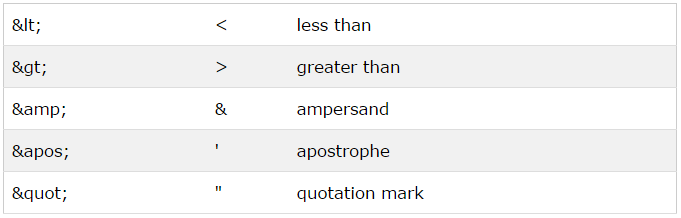 &lt; < less than
&gt; > greater than
&amp; & ampersand
&apos; ' apostrophe
&quot; " quotation mark